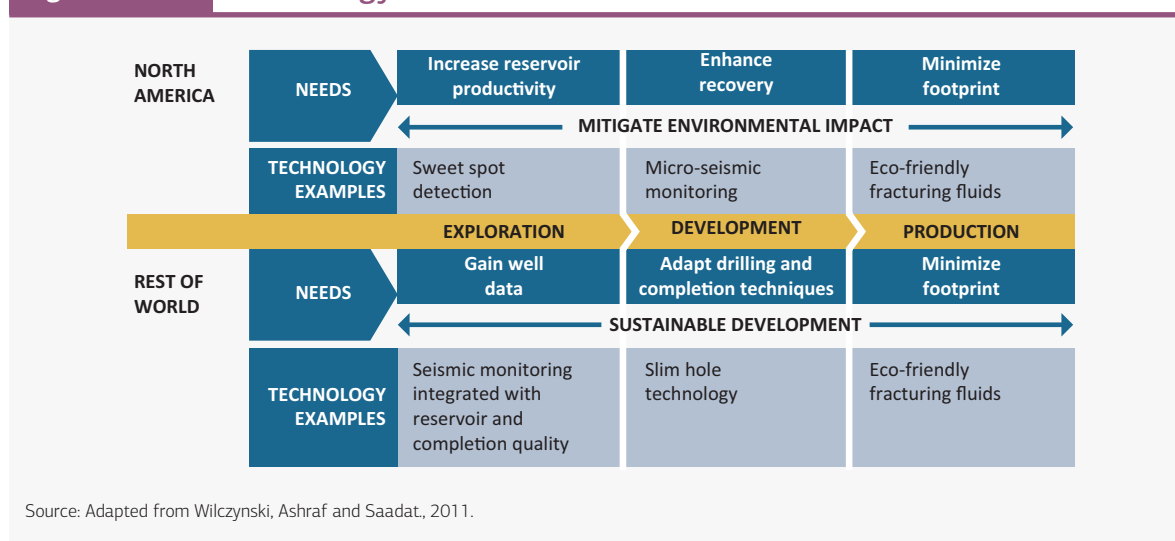 NORTH
AMERICA
NEEDS
Increase reservoir
productivity
Enhance
recovery
Minimize
footprint
MITIGATE ENVIRONMENTAL IMPACT
TECHNOLOGY
EXAMPLES
Sweet spot
detection
Micro-seismic
monitoring
Eco-friendly
fracturing fluids
EXPLORATION
DEVELOPMENT
PRODUCTION
REST OF
WORLD
NEEDS
Gain well
data
Adapt drilling and
completion techniques
Minimize
footprint
SUSTAINABLE DEVELOPMENT
TECHNOLOGY
EXAMPLES
Seismic monitoring
integrated with
reservoir and
completion quality
Slim hole
technology
Eco-friendly
fracturing fluids
Source: Adapted from Wilczynski, Ashraf and Saadat., 2011.